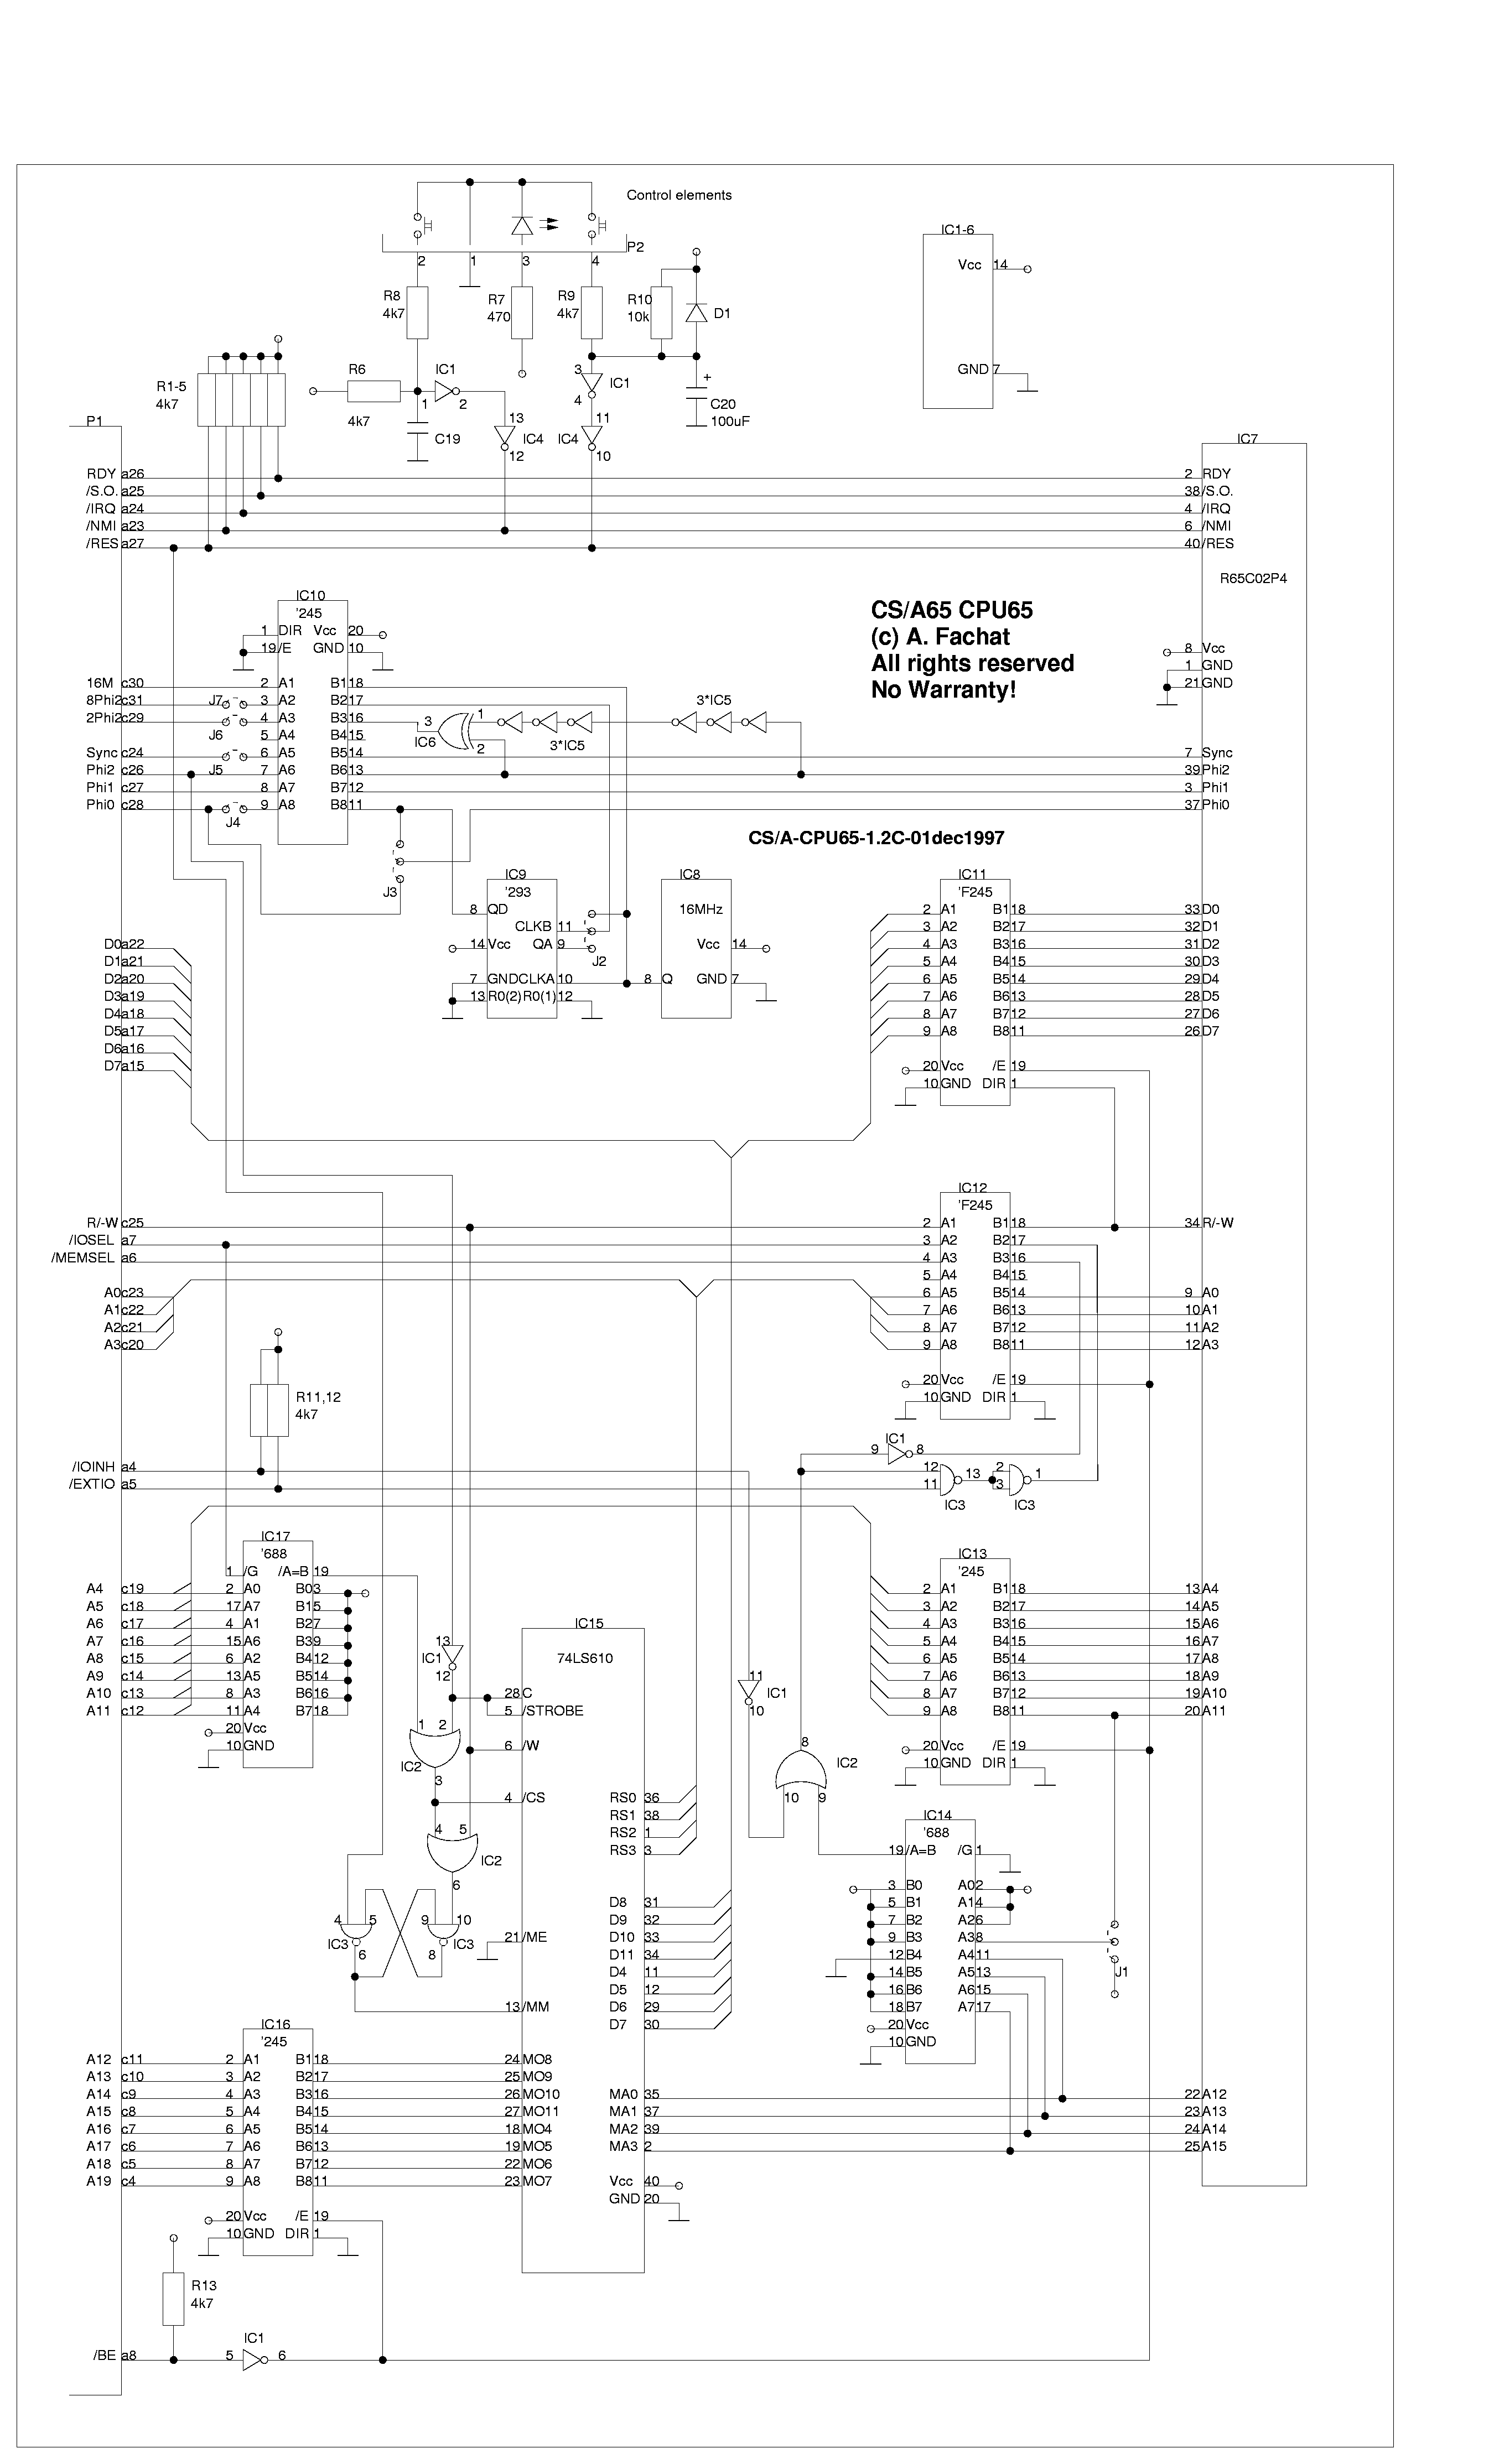 Control elements
P2
2 1 3 4
IC1-6
Vcc 14
GND 7
R8 4k7
R7 470
R9 4k7
R10 10k
D1
R1-5
4k7
R6
4k7
IC1
1 2
C19
13
IC4
12
3
IC1
4
11
IC4
10
+
C20
100uF
P1
IC7
RDY a26 2 RDY
/S.O. a25 38 /S.O.
/IRQ a24 4 /IRQ
/NMI a23 6 /NMI
/RES a27 40 /RES
R65C02P4
8 Vcc
1 GND
21 GND
CS/A65 CPU65
(c) A. Fachat
All rights reserved
No Warranty!
IC10
'245
1 DIR Vcc 20
19 /E GND 10
16M c30 2 A1 B1 18
8Phi2 c31 J7 3 A2 B2 17
2Phi2 c29 J6 4 A3 B3 16
5 A4 B4 15
Sync c24 J5 6 A5 B5 14 7 Sync
Phi2 c26 7 A6 B6 13 39 Phi2
Phi1 c27 8 A7 B7 12 3 Phi1
Phi0 c28 J4 9 A8 B8 11 37 Phi0
3 IC6 1 2
3*IC5
3*IC5
CS/A-CPU65-1.2C-01dec1997
J3
IC9
'293
8 QD
CLKB 11
14 Vcc QA 9
J2
7 GND CLKA 10
13 R0(2) R0(1) 12
IC8
16MHz
Vcc 14
8 Q GND 7
IC11
'F245
2 A1 B1 18 33 D0
3 A2 B2 17 32 D1
4 A3 B3 16 31 D2
5 A4 B4 15 30 D3
6 A5 B5 14 29 D4
7 A6 B6 13 28 D5
8 A7 B7 12 27 D6
9 A8 B8 11 26 D7
20 Vcc /E 19
10 GND DIR 1
D0 a22
D1 a21
D2 a20
D3 a19
D4 a18
D5 a17
D6 a16
D7 a15
IC12
'F245
R/-W c25 2 A1 B1 18 34 R/-W
/IOSEL a7 3 A2 B2 17
/MEMSEL a6 4 A3 B3 16
5 A4 B4 15
A0 c23 6 A5 B5 14 9 A0
A1 c22 7 A6 B6 13 10 A1
A2 c21 8 A7 B7 12 11 A2
A3 c20 9 A8 B8 11 12 A3
20 Vcc /E 19
10 GND DIR 1
R11,12
4k7
9 IC1 8
/IOINH a4 12
/EXTIO a5 11
13 IC3
2 3 1 IC3
IC17
'688
1 /G /A=B 19
A4 c19 2 A0 B0 3
A5 c18 17 A7 B1 5
A6 c17 4 A1 B2 7
A7 c16 15 A6 B3 9
A8 c15 6 A2 B4 12
A9 c14 13 A5 B5 14
A10 c13 8 A3 B6 16
A11 c12 11 A4 B7 18
20 Vcc
10 GND
IC13
'245
2 A1 B1 18 13 A4
3 A2 B2 17 14 A5
4 A3 B3 16 15 A6
5 A4 B4 15 16 A7
6 A5 B5 14 17 A8
7 A6 B6 13 18 A9
8 A7 B7 12 19 A10
9 A8 B8 11 20 A11
20 Vcc /E 19
10 GND DIR 1
13
IC1
12
1 2
IC2
3
4 5
IC2
6
4 5
IC3
6
9 10
IC3
8
11
IC1
10
8
IC2
10 9
IC15
74LS610
28 C
5 /STROBE
6 /W
4 /CS
RS0 36
RS1 38
RS2 1
RS3 3
D8 31
D9 32
21 /ME D10 33
D11 34
D4 11
D5 12
13 /MM D6 29
D7 30
IC14
'688
19 /A=B /G 1
3 B0 A0 2
5 B1 A1 4
7 B2 A2 6
9 B3 A3 8
12 B4 A4 11
14 B5 A5 13
16 B6 A6 15
18 B7 A7 17
20 Vcc
10 GND
J1
IC16
'245
A12 c11 2 A1 B1 18 24 MO8
A13 c10 3 A2 B2 17 25 MO9
A14 c9 4 A3 B3 16 26 MO10 MA0 35 22 A12
A15 c8 5 A4 B4 15 27 MO11 MA1 37 23 A13
A16 c7 6 A5 B5 14 18 MO4 MA2 39 24 A14
A17 c6 7 A6 B6 13 19 MO5 MA3 2 25 A15
A18 c5 8 A7 B7 12 22 MO6
A19 c4 9 A8 B8 11 23 MO7
Vcc 40
GND 20
20 Vcc /E 19
10 GND DIR 1
R13
4k7
/BE a8 5 IC1 6